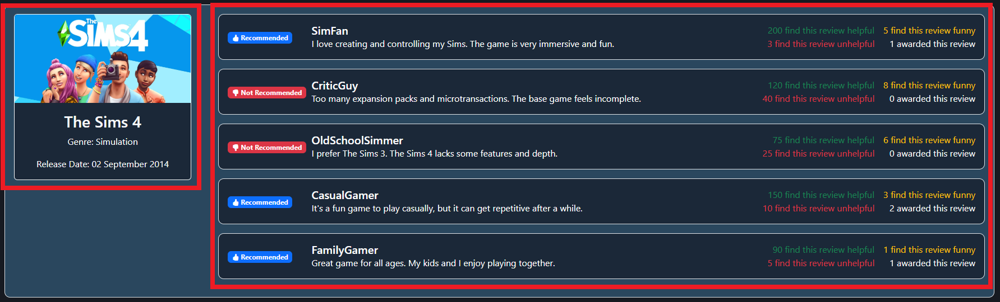 The
SIMS4
The Sims 4
Genre: Simulation
Release Date: 02 September 2014
Recommended
SimFan
I love creating and controlling my Sims. The game is very immersive and fun.
200 find this review helpful
5 find this review funny
3 find this review unhelpful
1 awarded this review
Not Recommended
CriticGuy
Too many expansion packs and microtransactions. The base game feels incomplete.
120 find this review helpful
8 find this review funny
40 find this review unhelpful
0 awarded this review
Not Recommended
OldSchoolSimmer
I prefer The Sims 3. The Sims 4 lacks some features and depth.
75 find this review helpful
6 find this review funny
25 find this review unhelpful
0 awarded this review
Recommended
CasualGamer
It's a fun game to play casually, but it can get repetitive after a while.
150 find this review helpful
3 find this review funny
10 find this review unhelpful
2 awarded this review
Recommended
FamilyGamer
Great game for all ages. My kids and I enjoy playing together.
90 find this review helpful
1 find this review funny
5 find this review unhelpful
1 awarded this review